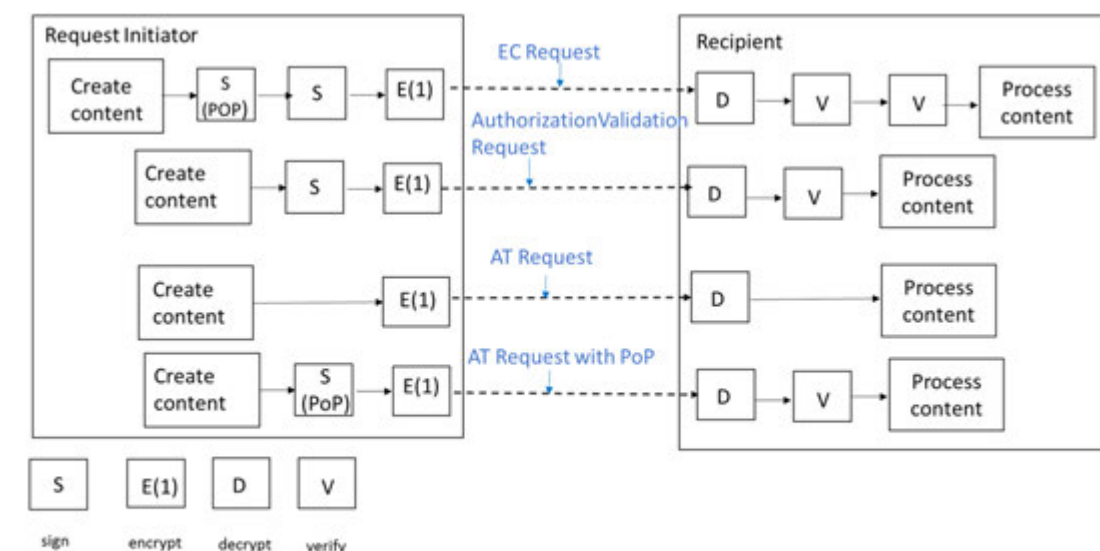 Request Initiator
EC Request
Recipient
Create
content
S
(POP)
S
E(1)
D
V
V
Process
content
AuthorizationValidation
Request
Create
content
S
E(1)
D
V
Process
content
AT Request
Create
content
E(1)
D
Process
content
AT Request with PoP
Create
content
S
(PoP)
E(1)
D
V
Process
content
S
E(1)
D
V
sign
encrypt
decrypt
verify